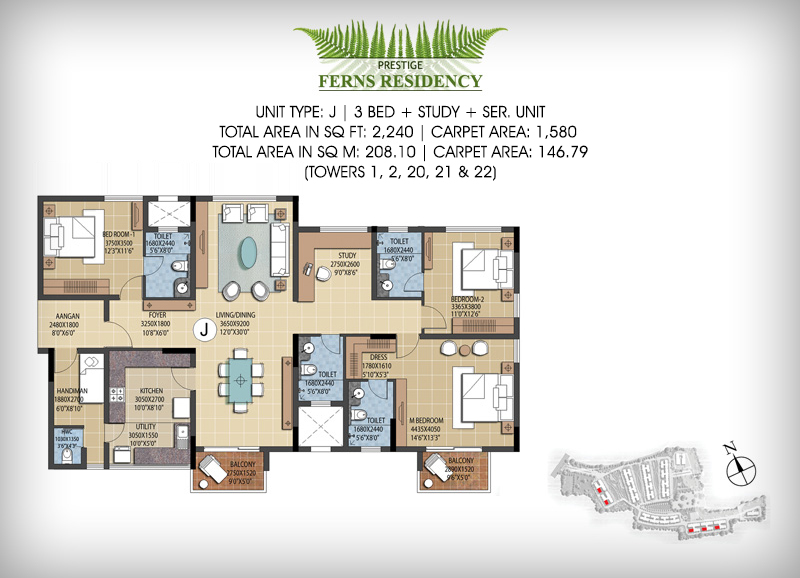 PRESTIGE
FERNS RESIDENCY
UNIT TYPE: J | 3 BED + STUDY + SER. UNIT
TOTAL AREA IN SQ FT: 2,240 | CARPET AREA: 1,580
TOTAL AREA IN SQ M: 208.10 | CARPET AREA: 146.79
(TOWERS 1, 2, 20, 21 & 22)
BED ROOM-1
3750X3500
12'3"X11'6"
TOILET
1680X2440
5'6"X8'0"
STUDY
2750X2600
9'0"X8'6"
TOILET
1680X2440
5'6"X8'0"
BEDROOM-2
3365X3800
11'0"X12'6"
AANGAN
2480X1800
8'0"X6'0"
FOYER
3250X1800
10'8"X6'0"
J
LIVING/DINING
3650X9200
12'0"X30'0"
HANDIMAN
1880X2700
6'0"X8'10"
KITCHEN
3050X2700
10'0"X8'10"
TOILET
1680X2440
5'6"X8'0"
DRESS
1780X1610
5'10"X5'3"
TOILET
1680X2440
5'6"X8'0"
M BEDROOM
4435X4050
14'6"X13'3"
HWC
1030X1350
3'6"X4'3"
UTILITY
3050X1550
10'0"X5'0"
BALCONY
2750X1520
9'0"X5'0"
BALCONY
2890X1520
9'6"X5'0"
N